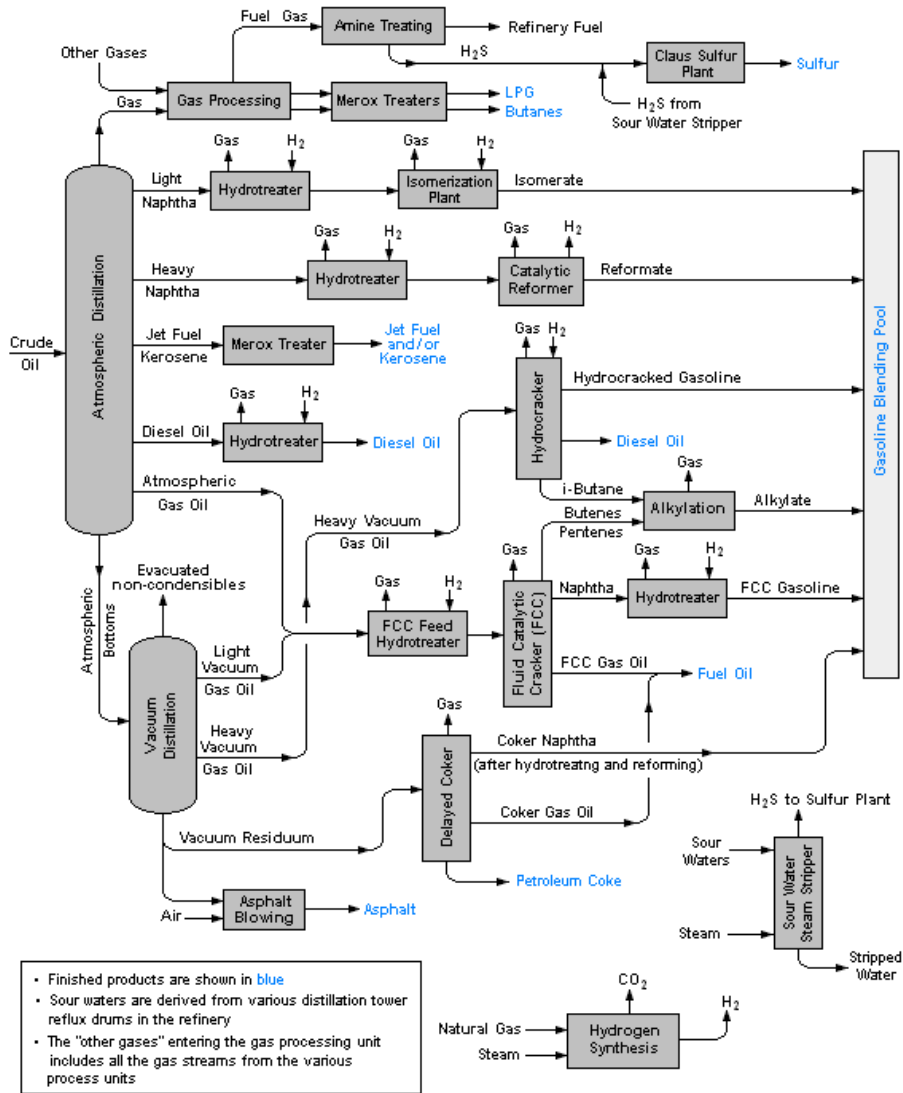 Fuel Gas
Amine Treating
Refinery Fuel
Other Gases
H2S
Claus Sulfur
Plant
Sulfur
Gas
Gas Processing
Merox Treaters
LPG
Butanes
H2S from
Sour Water Stripper
Gas
H2
Gas
H2
Light
Naphtha
Hydrotreater
Isomerization
Plant
Isomerate
Gas
H2
Gas
H2
Heavy
Naphtha
Hydrotreater
Catalytic
Reformer
Reformate
Crude
Oil
Atmospheric Distillation
Jet Fuel
Kerosene
Merox Treater
Jet Fuel
and/or
Kerosene
Gas
H2
Hydrocracker
Hydrocracked Gasoline
Gasoline Blending Pool
Gas
H2
Diesel Oil
Hydrotreater
Diesel Oil
Diesel Oil
Atmospheric
Gas Oil
i-Butane
Gas
Butenes
Pentenes
Alkylation
Alkylate
Heavy Vacuum
Gas Oil
Atmospheric
Bottoms
Evacuated
non-condensibles
Gas
H2
FCC Feed
Hydrotreater
Gas
Fluid Catalytic
Cracker (FCC)
Naphtha
Gas
H2
Hydrotreater
FCC Gasoline
FCC Gas Oil
Fuel Oil
Vacuum
Distillation
Light
Vacuum
Gas Oil
Heavy
Vacuum
Gas Oil
Gas
Delayed Coker
Coker Naphtha
(after hydrotreatng and reforming)
Coker Gas Oil
Petroleum Coke
Vacuum Residuum
Air
Asphalt
Blowing
Asphalt
H2S to Sulfur Plant
Sour
Waters
Sour Water
Steam Stripper
Steam
Stripped
Water
• Finished products are shown in blue
• Sour waters are derived from various distillation tower
reflux drums in the refinery
• The "other gases" entering the gas processing unit
includes all the gas streams from the various
process units
CO2
H2
Natural Gas
Steam
Hydrogen
Synthesis